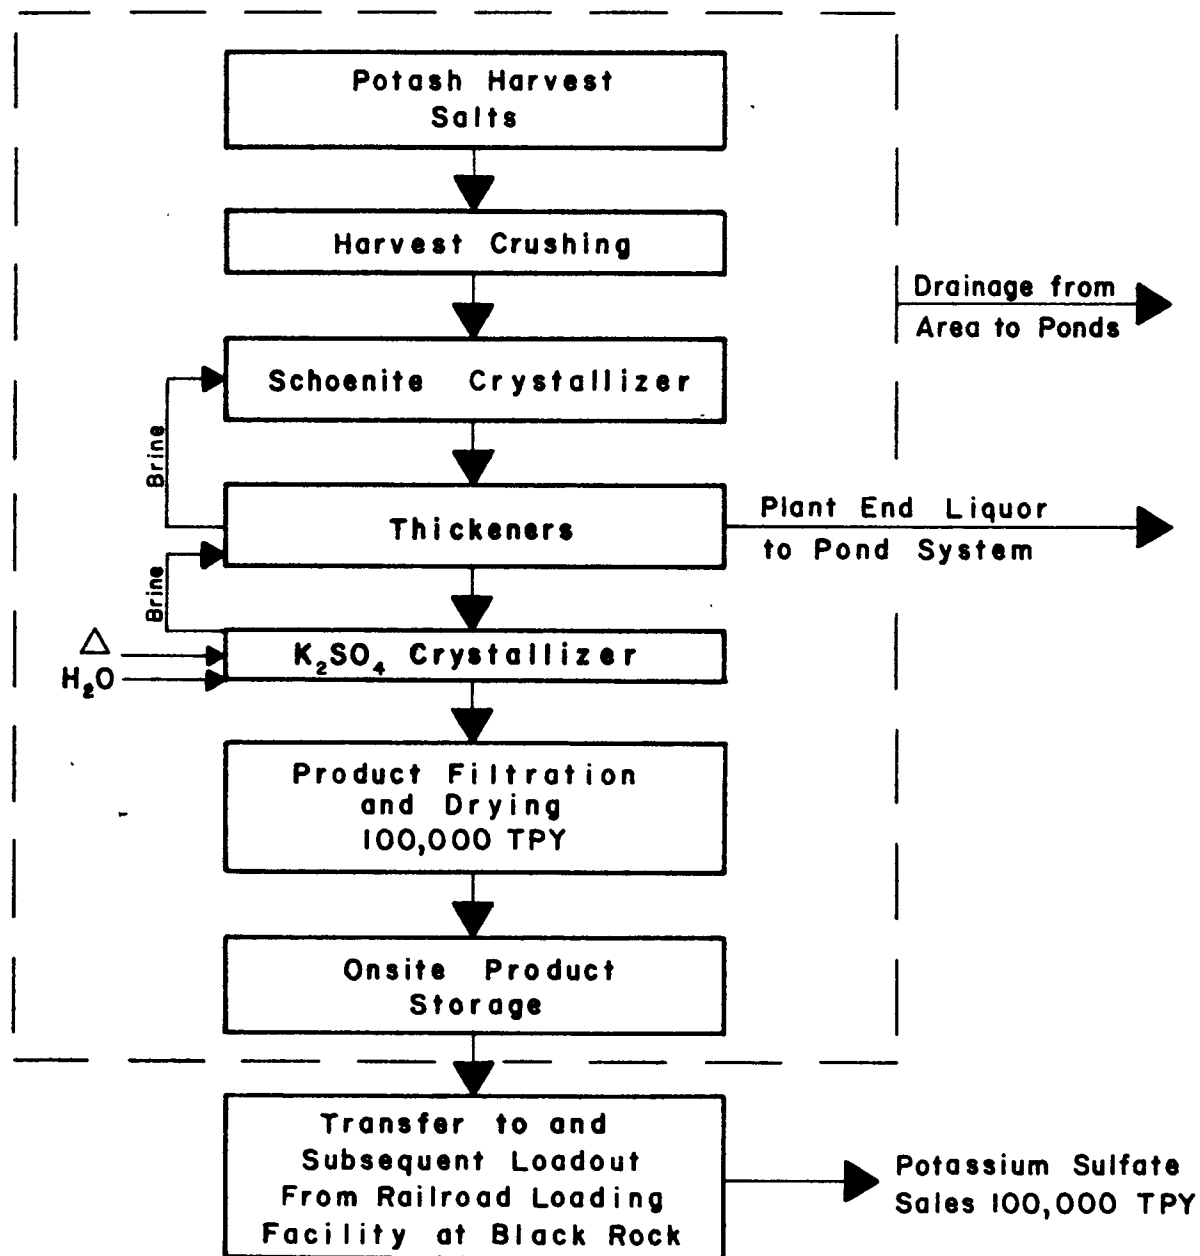 Potash Harvest
Salts
Harvest Crushing
Drainage from
Area to Ponds
Schoenite Crystallizer
Brine
Thickeners
Plant End Liquor
to Pond System
Brine
△
H₂O
K₂SO₄ Crystallizer
Product Filtration
and Drying
100,000 TPY
Onsite Product
Storage
Transfer to and
Subsequent Loadout
From Railroad Loading
Facility at Black Rock
Potassium Sulfate
Sales 100,000 TPY